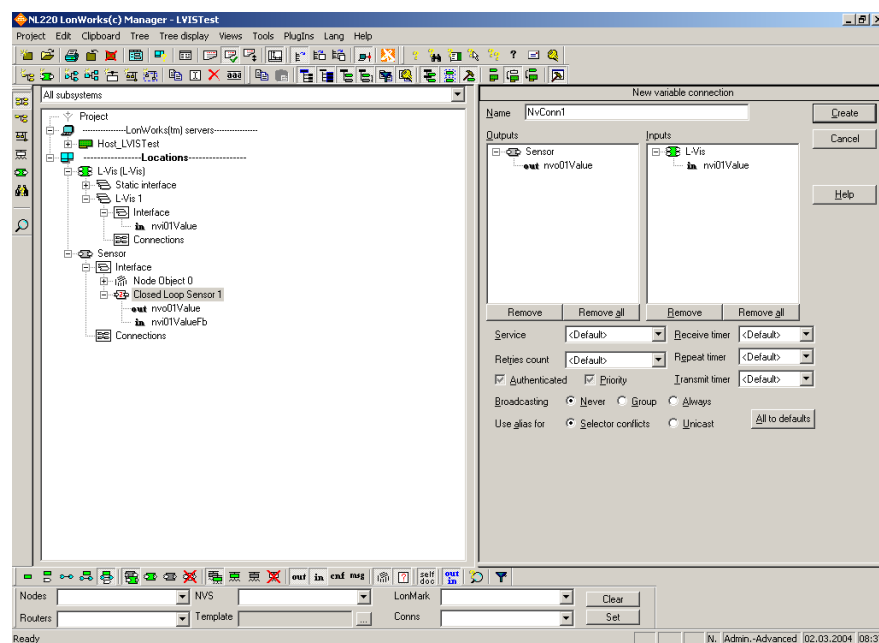 NL220 LonWorks(c) Manager - LVISTest
Project Edit Clipboard Tree Tree display Views Tools PlugIns Lang Help
All subsystems
Project
---------------LonWorks(tm) servers---------------
Host_LVISTest
-----------------Locations-----------------
L-Vis (L-Vis)
Static interface
L-Vis 1
Interface
in nvi01Value
Connections
Sensor
Interface
Node Object 0
Closed Loop Sensor 1
out nvo01Value
in nvi01ValueFb
Connections
New variable connection
Name NvConn1 Create
Cancel
Help
Outputs Inputs
Sensor L-Vis
out nvo01Value in nvi01Value
Remove Remove all Remove Remove all
Service <Default> Receive timer <Default>
Retries count <Default> Repeat timer <Default>
Authenticated Priority Transmit timer <Default>
Broadcasting Never Group Always
Use alias for Selector conflicts Unicast All to defaults
out in cnf msg self doc out in
Nodes NVS LonMark Clear
Routers Template ... Conns Set
Ready N. Admin.-Advanced 02.03.2004